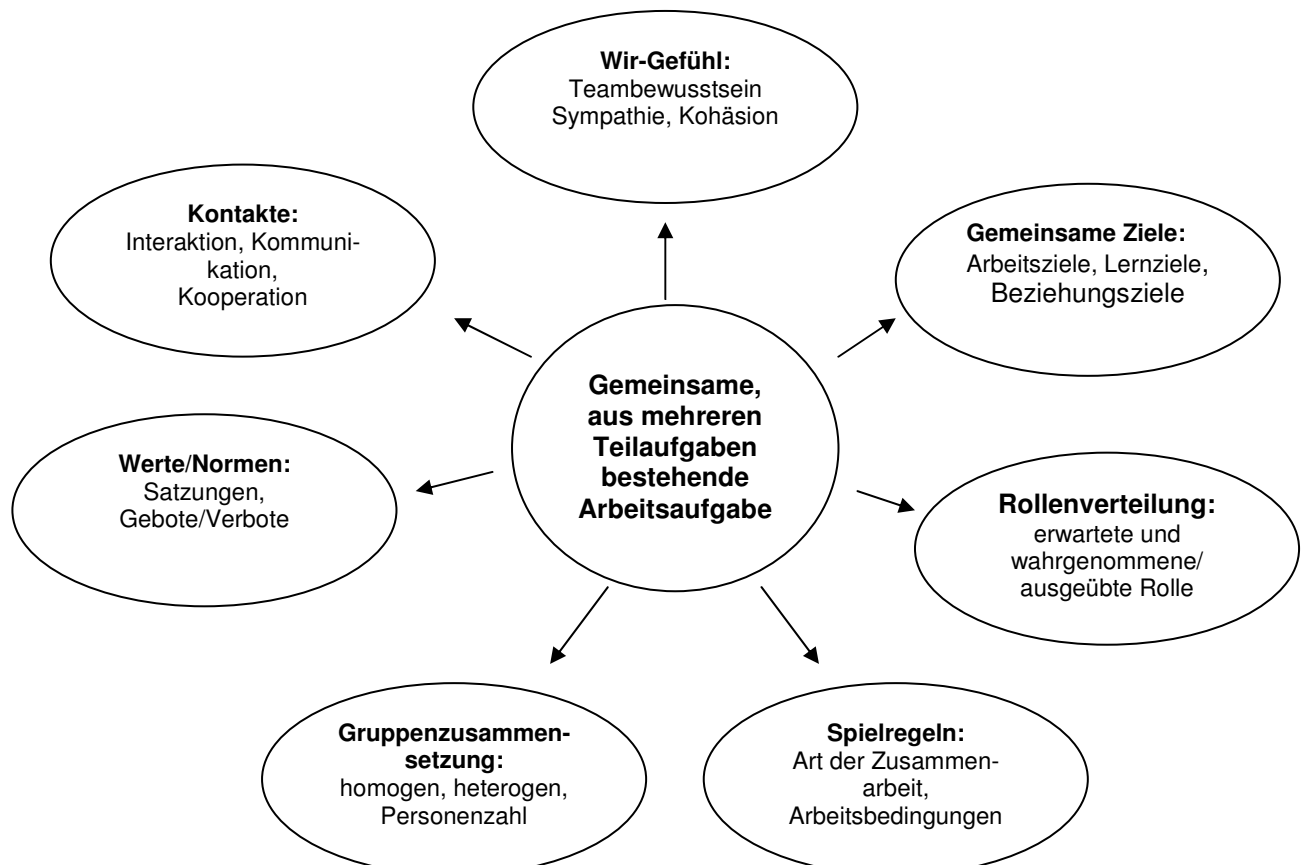 Wir-Gefühl:
Teambewusstsein
Sympathie, Kohäsion
Kontakte:
Interaktion, Kommuni-
kation,
Kooperation
Gemeinsame Ziele:
Arbeitsziele, Lernziele,
Beziehungsziele
Gemeinsame,
aus mehreren
Teilaufgaben
bestehende
Arbeitsaufgabe
Werte/Normen:
Satzungen,
Gebote/Verbote
Rollenverteilung:
erwartete und
wahrgenommene/
ausgeübte Rolle
Gruppenzusammen-
setzung:
homogen, heterogen,
Personenzahl
Spielregeln:
Art der Zusammen-
arbeit,
Arbeitsbedingungen